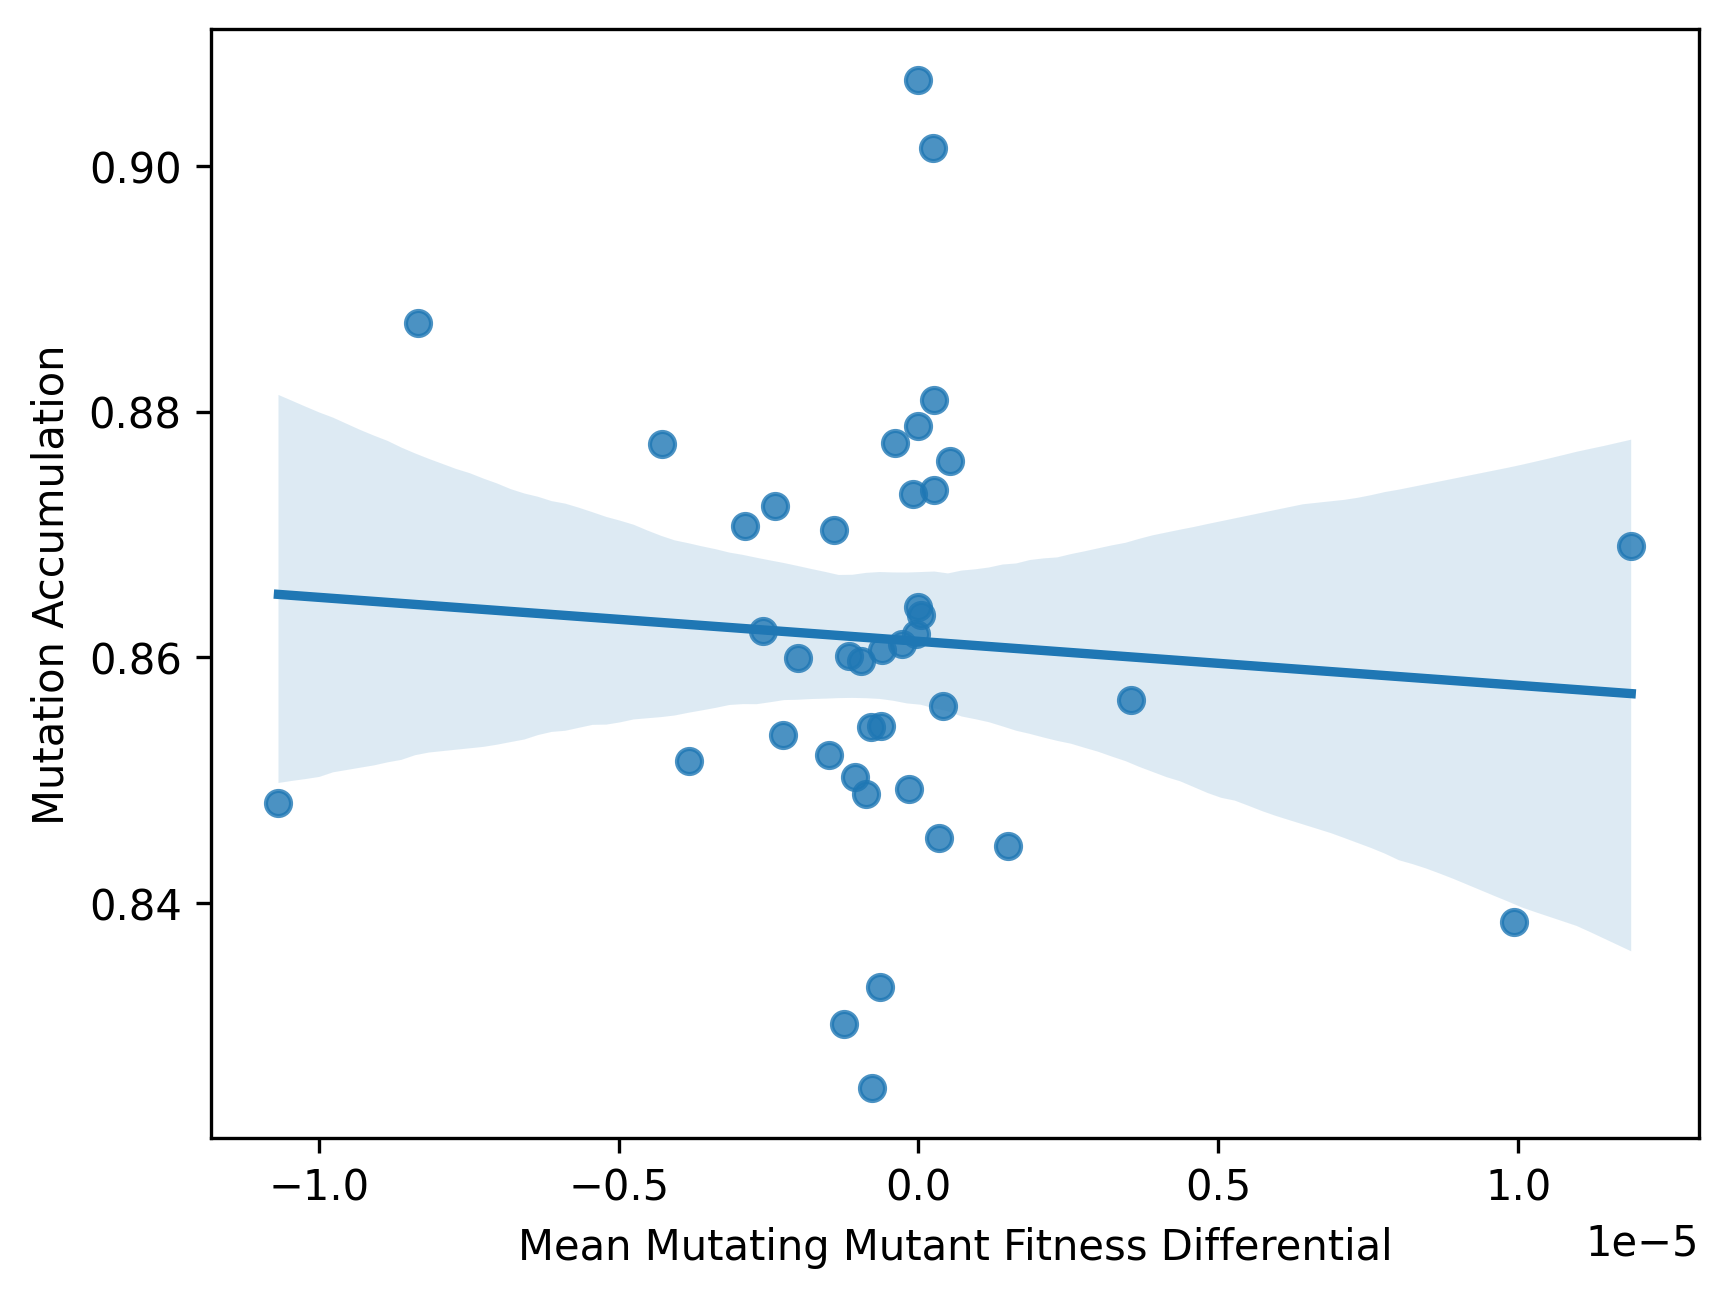 0.90
0.88
0.86
0.84
Mutation Accumulation
−1.0 −0.5 0.0 0.5 1.0
1e−5
Mean Mutating Mutant Fitness Differential